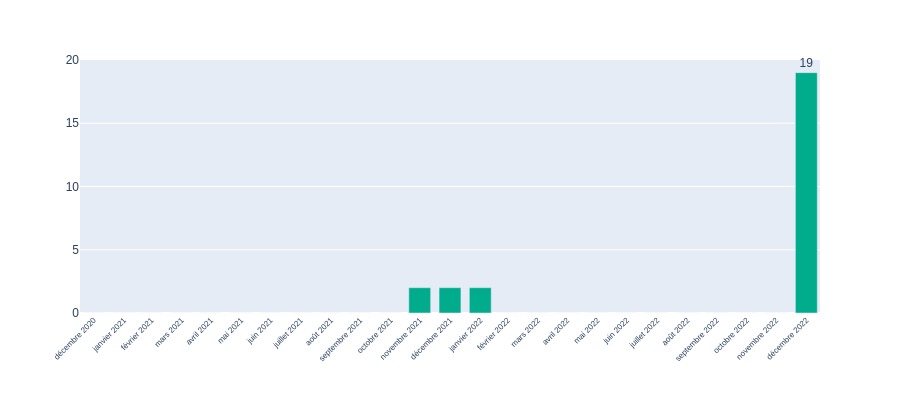 20
19
15
10
5
0
décembre 2020
janvier 2021
février 2021
mars 2021
avril 2021
mai 2021
juin 2021
juillet 2021
août 2021
septembre 2021
octobre 2021
novembre 2021
décembre 2021
janvier 2022
février 2022
mars 2022
avril 2022
mai 2022
juin 2022
juillet 2022
août 2022
septembre 2022
octobre 2022
novembre 2022
décembre 2022